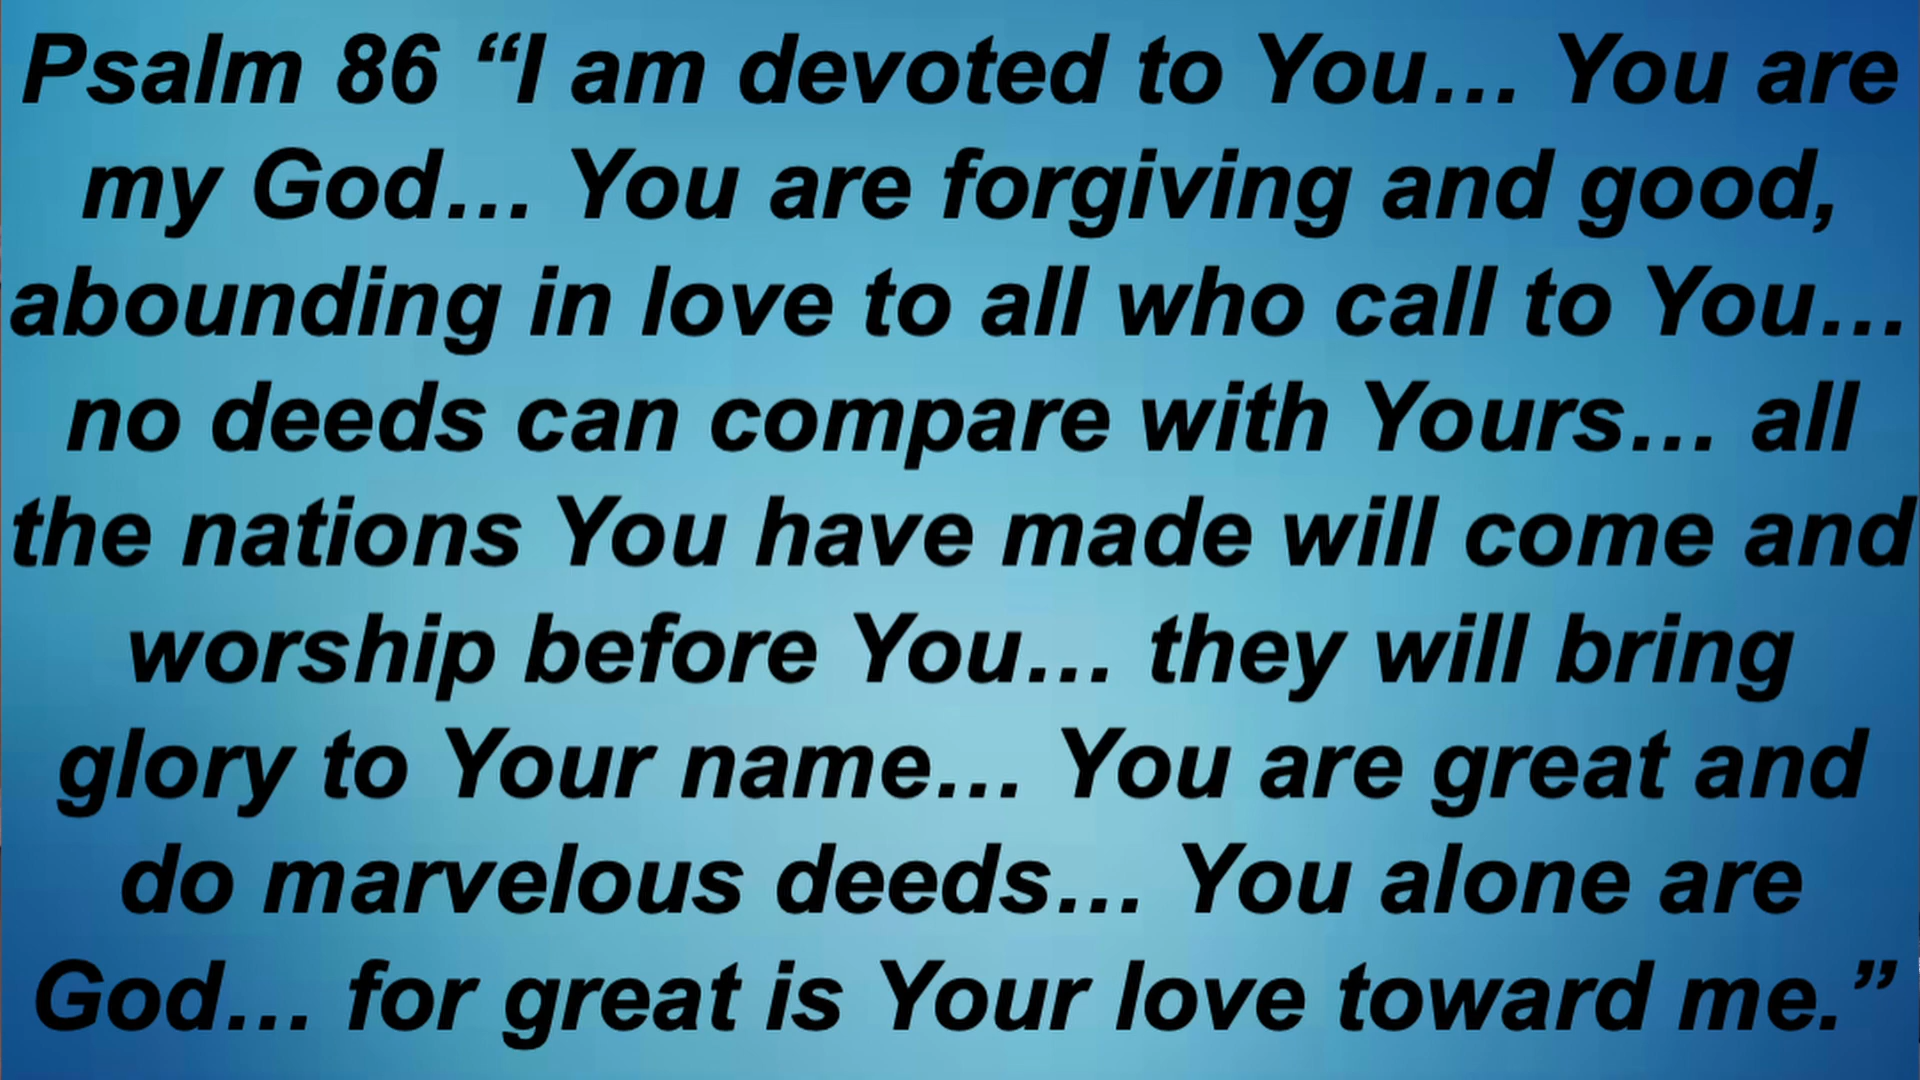 Psalm 86 “I am devoted to You… You are
my God… You are forgiving and good,
abounding in love to all who call to You…
no deeds can compare with Yours… all
the nations You have made will come and
worship before You… they will bring
glory to Your name… You are great and
do marvelous deeds… You alone are
God… for great is Your love toward me.”